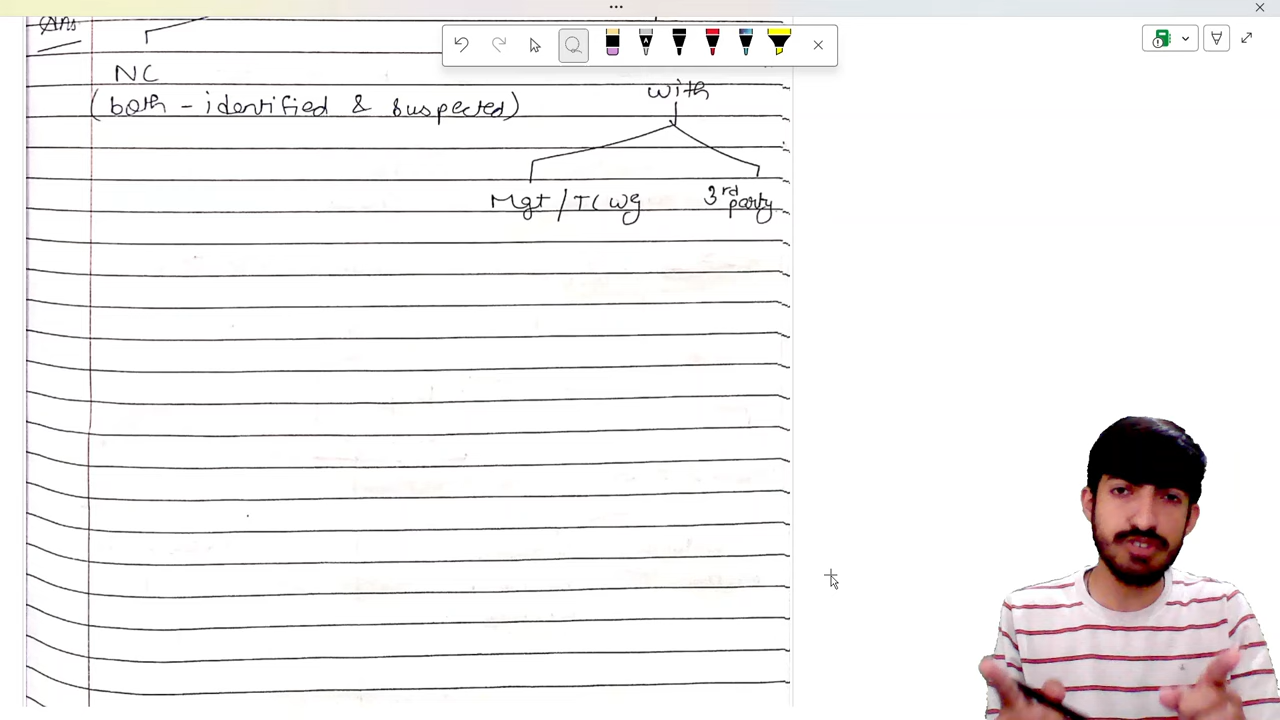 Ans
NC
(both - identified & suspected)
with
Mgt / TCWG
3rd party